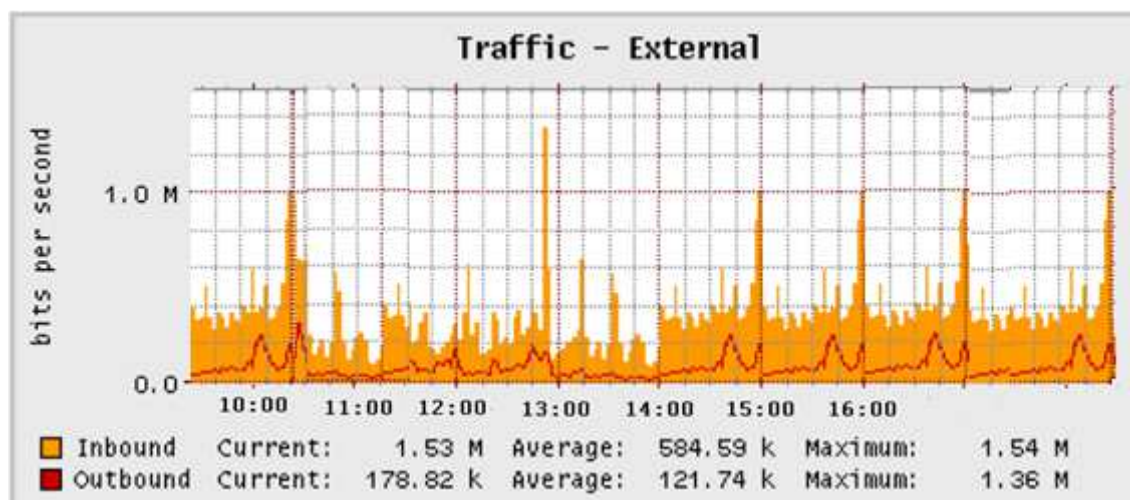 Traffic - External
bits per second
1.0 M
0.0
10:00 11:00 12:00 13:00 14:00 15:00 16:00
Inbound Current: 1.53 M Average: 584.59 k Maximum: 1.54 M
Outbound Current: 178.82 k Average: 121.74 k Maximum: 1.36 M